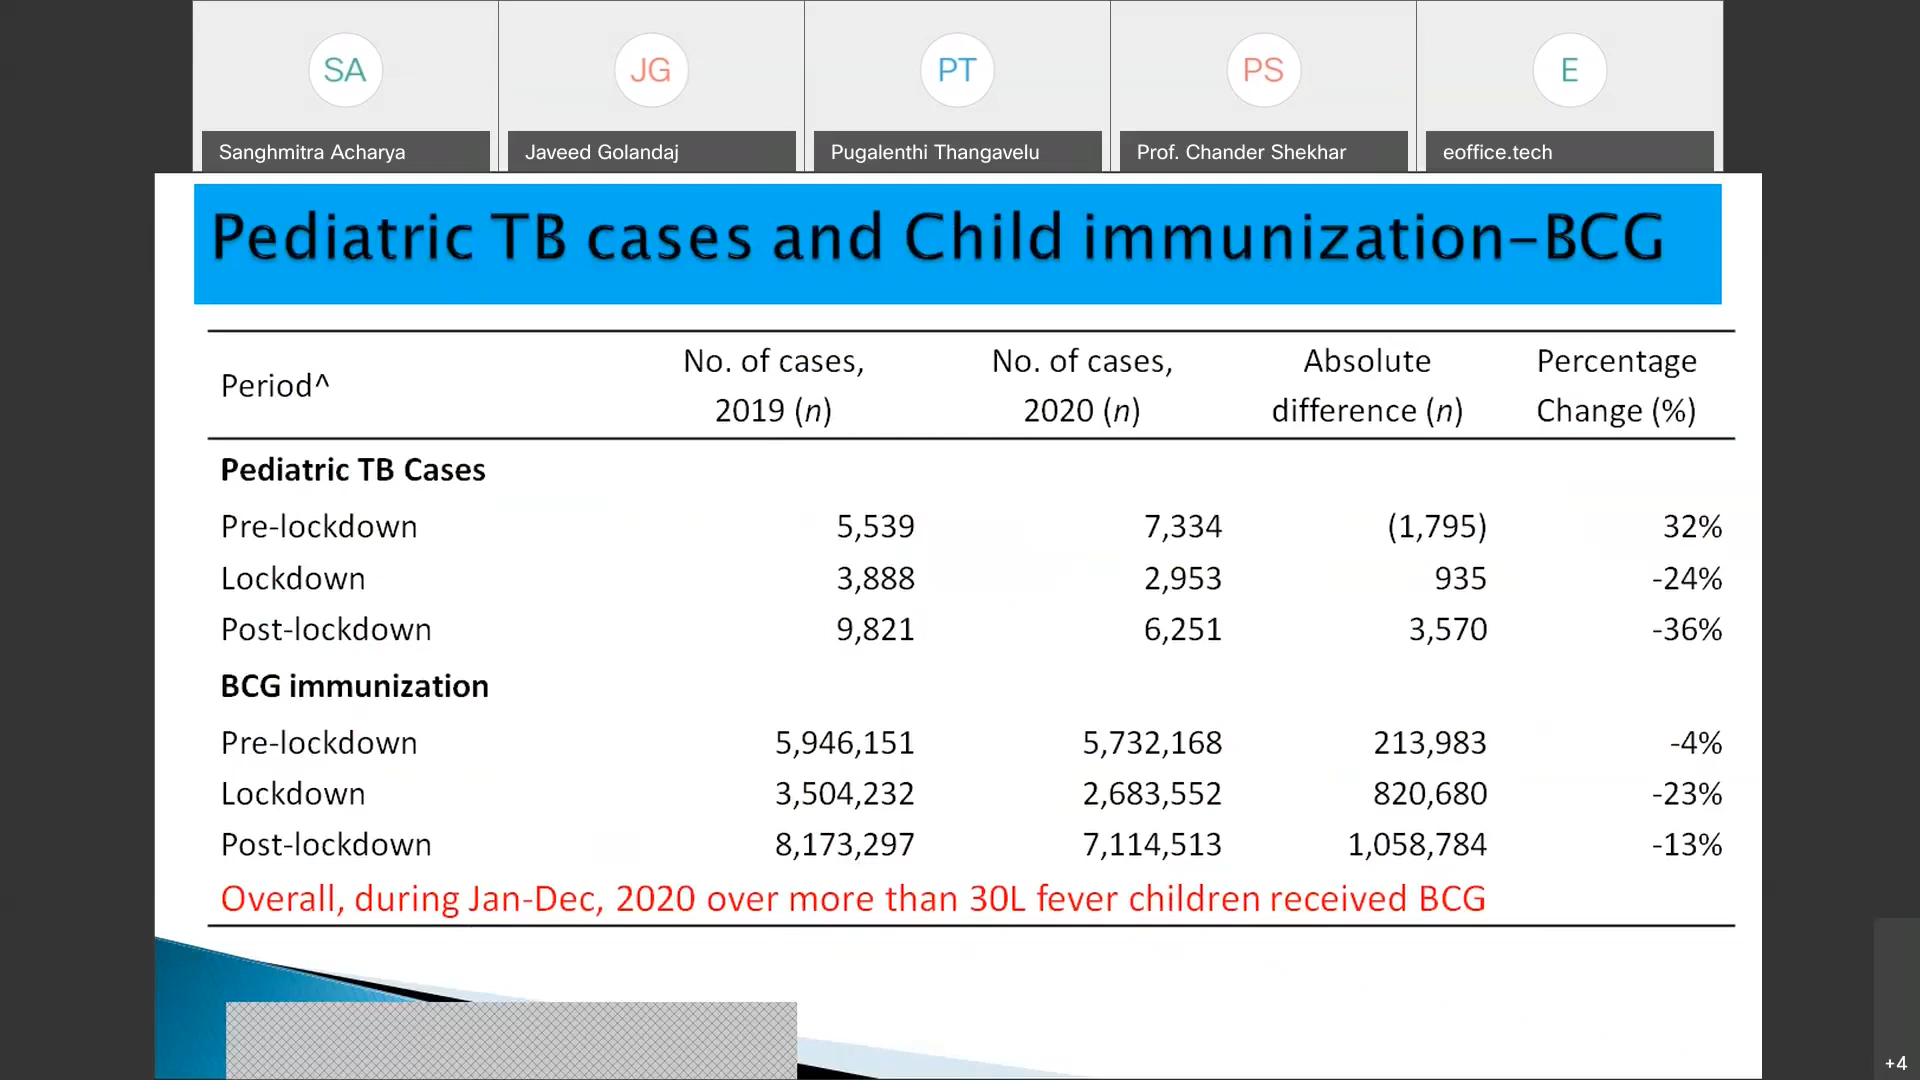 SA JG PT PS E
Sanghmitra Acharya Javeed Golandaj Pugalenthi Thangavelu Prof. Chander Shekhar eoffice.tech
Pediatric TB cases and Child immunization-BCG
Period^ No. of cases, 2019 (n) No. of cases, 2020 (n) Absolute difference (n) Percentage Change (%)
Pediatric TB Cases
Pre-lockdown 5,539 7,334 (1,795) 32%
Lockdown 3,888 2,953 935 -24%
Post-lockdown 9,821 6,251 3,570 -36%
BCG immunization
Pre-lockdown 5,946,151 5,732,168 213,983 -4%
Lockdown 3,504,232 2,683,552 820,680 -23%
Post-lockdown 8,173,297 7,114,513 1,058,784 -13%
Overall, during Jan-Dec, 2020 over more than 30L fever children received BCG
+4